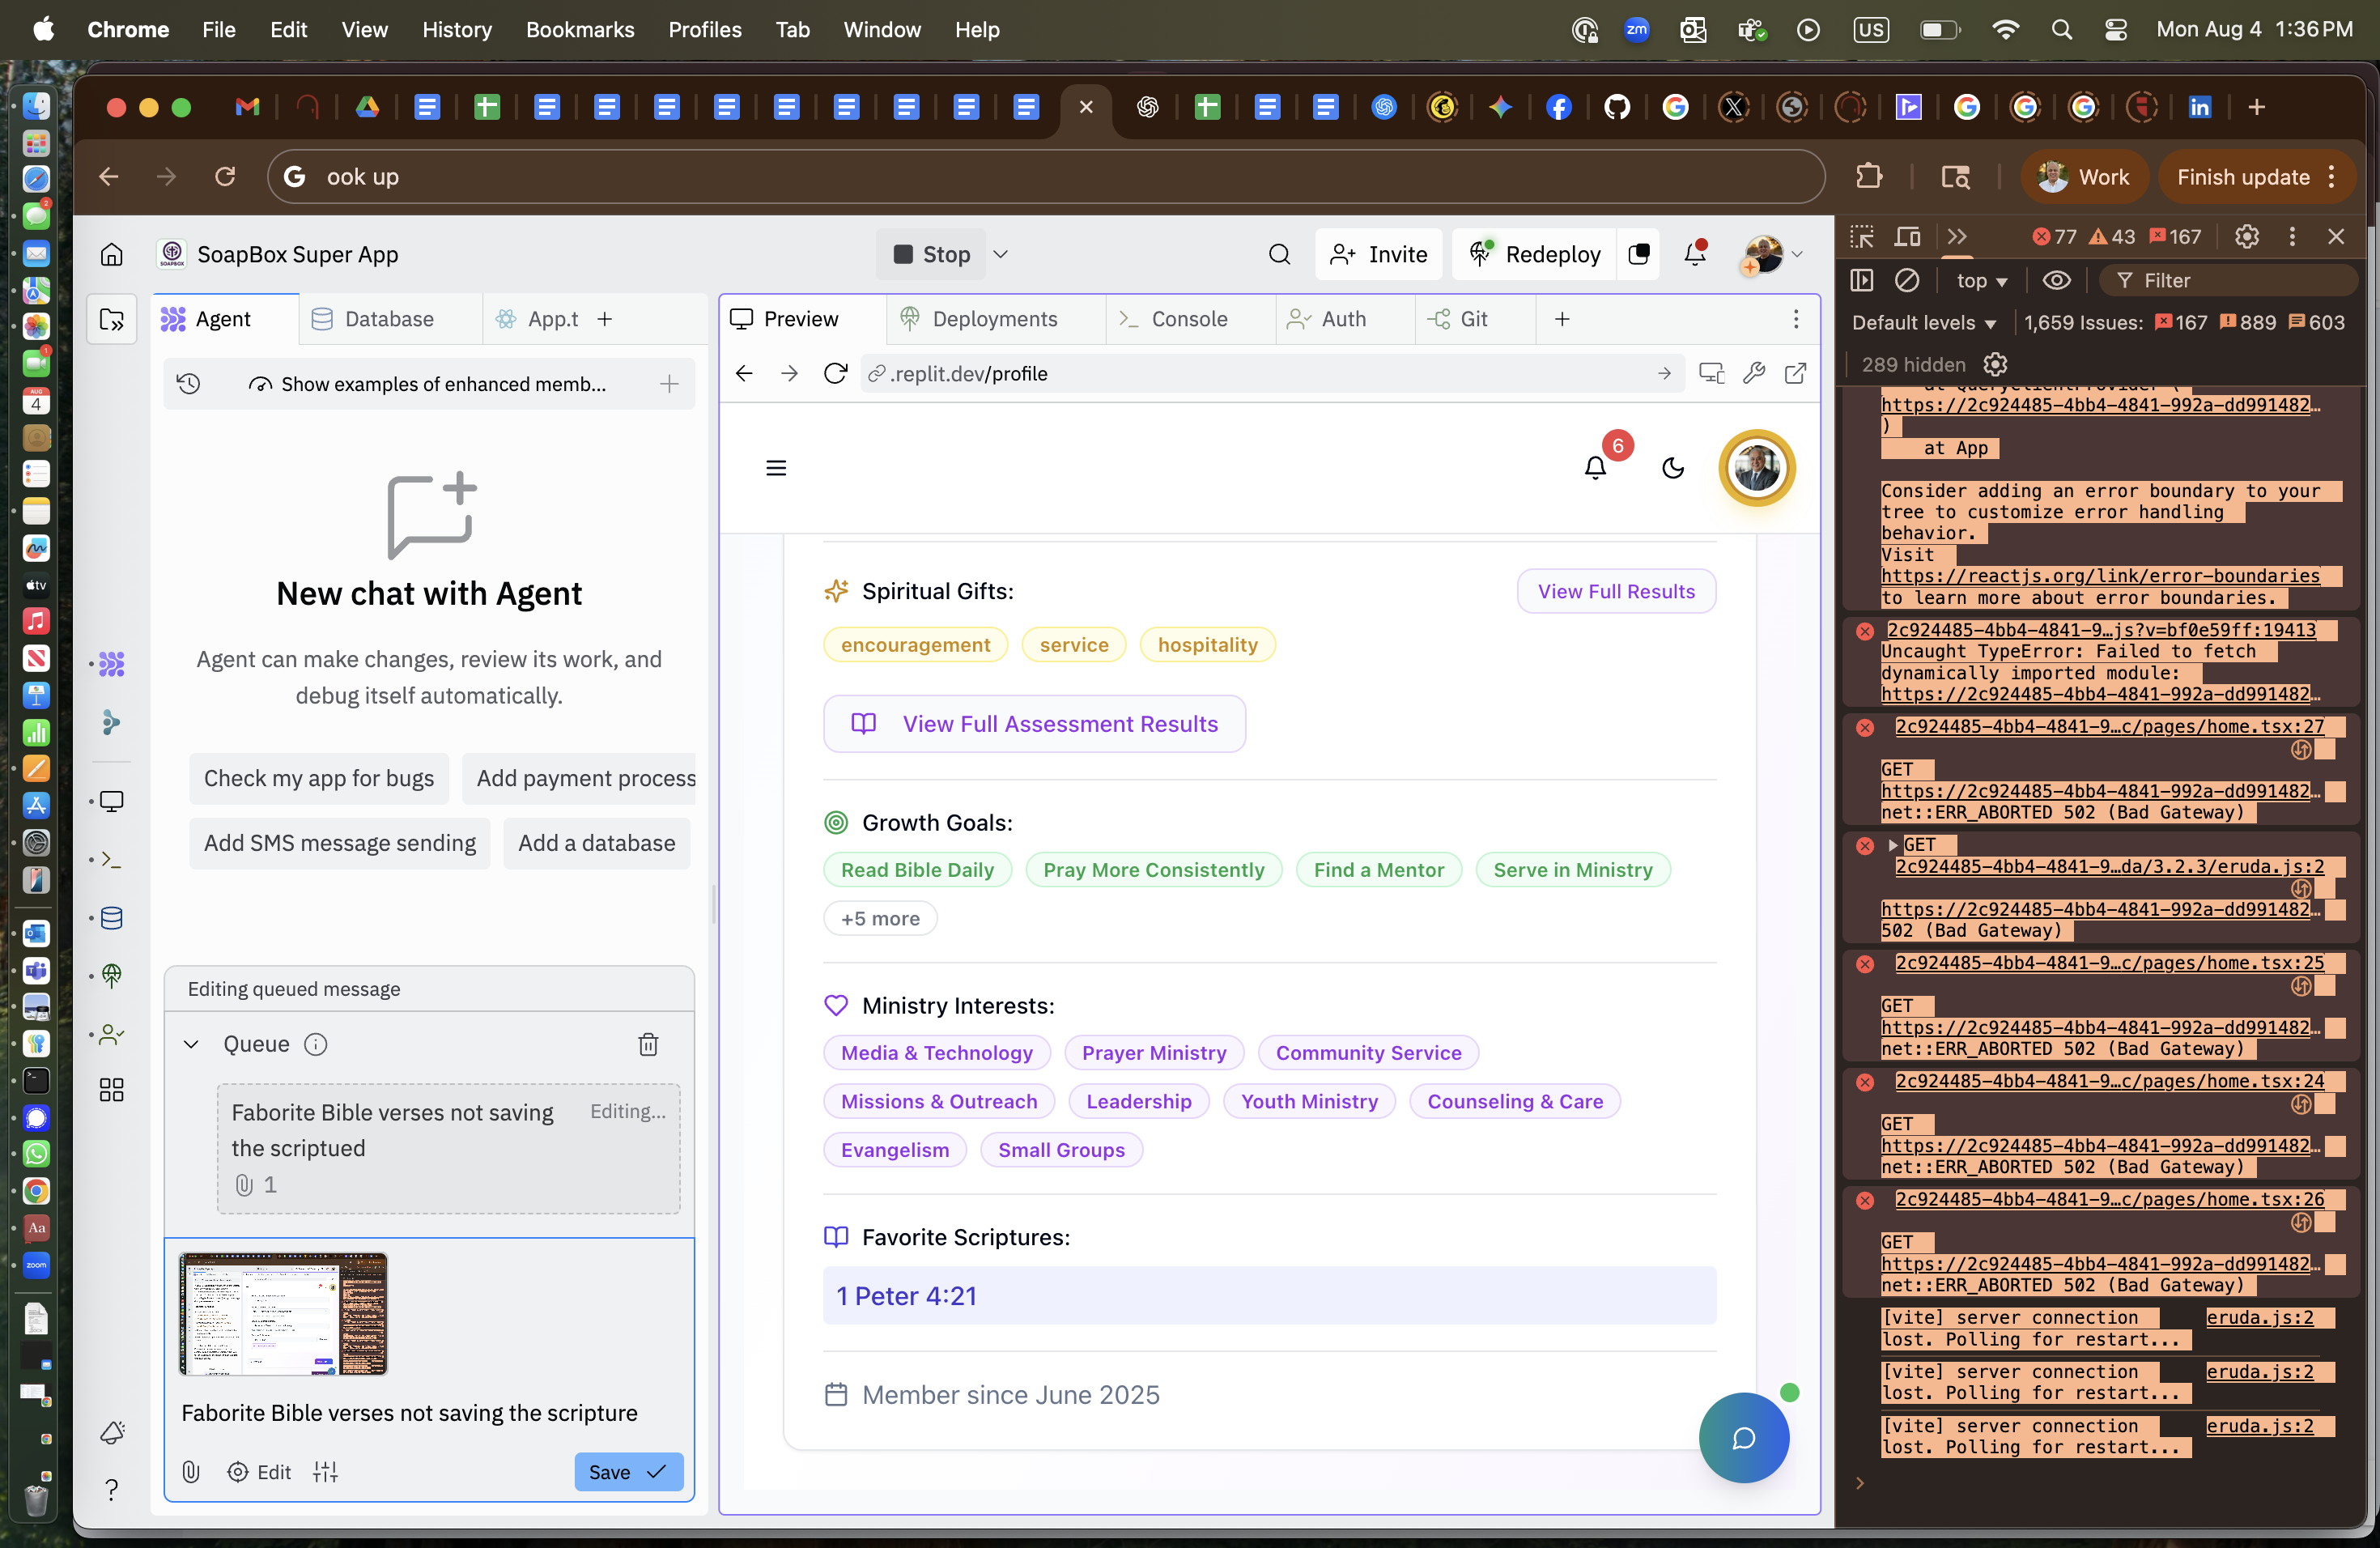 Chrome File Edit View History Bookmarks Profiles Tab Window Help
zm
US
Mon Aug 4 1:36 PM
ook up
Work
Finish update
SoapBox Super App
Stop
Invite
Redeploy
Agent
Database
App.t
Show examples of enhanced memb...
New chat with Agent
Agent can make changes, review its work, and
debug itself automatically.
Check my app for bugs
Add payment process
Add SMS message sending
Add a database
Editing queued message
Queue
Faborite Bible verses not saving
the scriptued
Editing...
1
Faborite Bible verses not saving the scripture
Edit
Save
Preview
Deployments
Console
Auth
Git
.replit.dev/profile
6
Spiritual Gifts:
View Full Results
encouragement
service
hospitality
View Full Assessment Results
Growth Goals:
Read Bible Daily
Pray More Consistently
Find a Mentor
Serve in Ministry
+5 more
Ministry Interests:
Media & Technology
Prayer Ministry
Community Service
Missions & Outreach
Leadership
Youth Ministry
Counseling & Care
Evangelism
Small Groups
Favorite Scriptures:
1 Peter 4:21
Member since June 2025
77 43 167
top
Filter
Default levels
1,659 Issues: 167 889 603
289 hidden
at QueryClientProvider (
https://2c924485-4bb4-4841-992a-dd991482…
)
at App
Consider adding an error boundary to your
tree to customize error handling
behavior.
Visit
https://reactjs.org/link/error-boundaries
to learn more about error boundaries.
2c924485-4bb4-4841-9…js?v=bf0e59ff:19413
Uncaught TypeError: Failed to fetch
dynamically imported module:
https://2c924485-4bb4-4841-992a-dd991482…
2c924485-4bb4-4841-9…c/pages/home.tsx:27
GET
https://2c924485-4bb4-4841-992a-dd991482…
net::ERR_ABORTED 502 (Bad Gateway)
GET
2c924485-4bb4-4841-9…da/3.2.3/eruda.js:2
https://2c924485-4bb4-4841-992a-dd991482…
502 (Bad Gateway)
2c924485-4bb4-4841-9…c/pages/home.tsx:25
GET
https://2c924485-4bb4-4841-992a-dd991482…
net::ERR_ABORTED 502 (Bad Gateway)
2c924485-4bb4-4841-9…c/pages/home.tsx:24
GET
https://2c924485-4bb4-4841-992a-dd991482…
net::ERR_ABORTED 502 (Bad Gateway)
2c924485-4bb4-4841-9…c/pages/home.tsx:26
GET
https://2c924485-4bb4-4841-992a-dd991482…
net::ERR_ABORTED 502 (Bad Gateway)
[vite] server connection eruda.js:2
lost. Polling for restart...
[vite] server connection eruda.js:2
lost. Polling for restart...
[vite] server connection eruda.js:2
lost. Polling for restart...